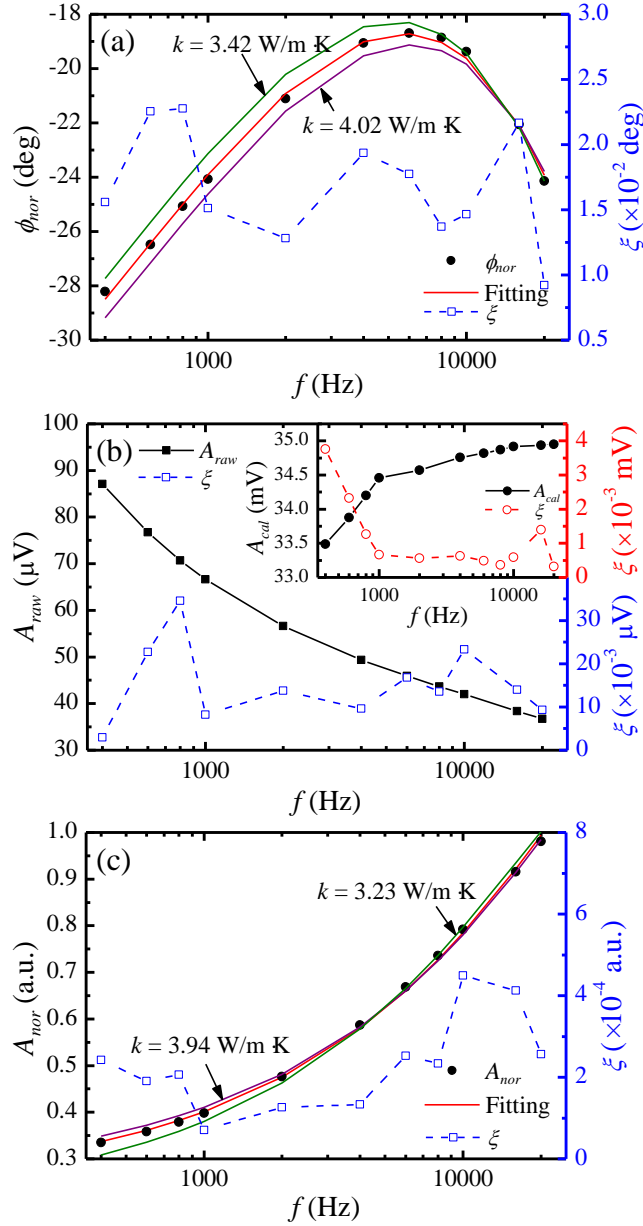 (a)
k = 3.42 W/m·K
k = 4.02 W/m·K
-18
-20
-22
-24
-26
-28
-30
ϕnor (deg)
3.0
2.5
2.0
1.5
1.0
0.5
ξ (×10⁻² deg)
ϕnor
Fitting
ξ
1000
10000
f (Hz)
(b)
Araw
ξ
100
90
80
70
60
50
40
30
Araw (μV)
35.0
34.5
34.0
33.5
33.0
Acal (mV)
4
3
2
1
0
ξ (×10⁻³ mV)
Acal
ξ
1000
10000
f (Hz)
30
20
10
0
ξ (×10⁻³ μV)
1000
10000
f (Hz)
(c)
k = 3.23 W/m·K
k = 3.94 W/m·K
1.0
0.9
0.8
0.7
0.6
0.5
0.4
0.3
Anor (a.u.)
8
6
4
2
0
ξ (×10⁻⁴ a.u.)
Anor
Fitting
ξ
1000
10000
f (Hz)